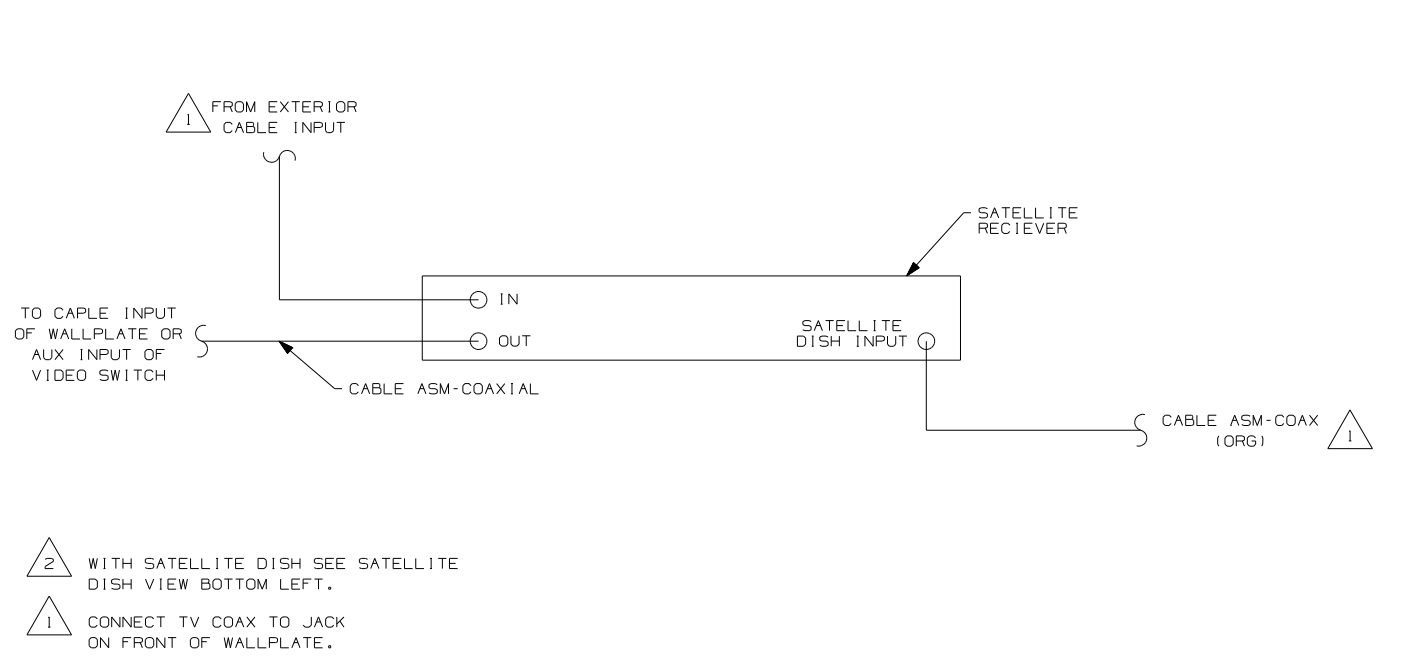 1
FROM EXTERIOR
CABLE INPUT
SATELLITE
RECIEVER
IN
TO CAPLE INPUT
OF WALLPLATE OR
AUX INPUT OF
VIDEO SWITCH
OUT
SATELLITE
DISH INPUT
CABLE ASM-COAXIAL
CABLE ASM-COAX
(ORG)
1
2
WITH SATELLITE DISH SEE SATELLITE
DISH VIEW BOTTOM LEFT.
1
CONNECT TV COAX TO JACK
ON FRONT OF WALLPLATE.